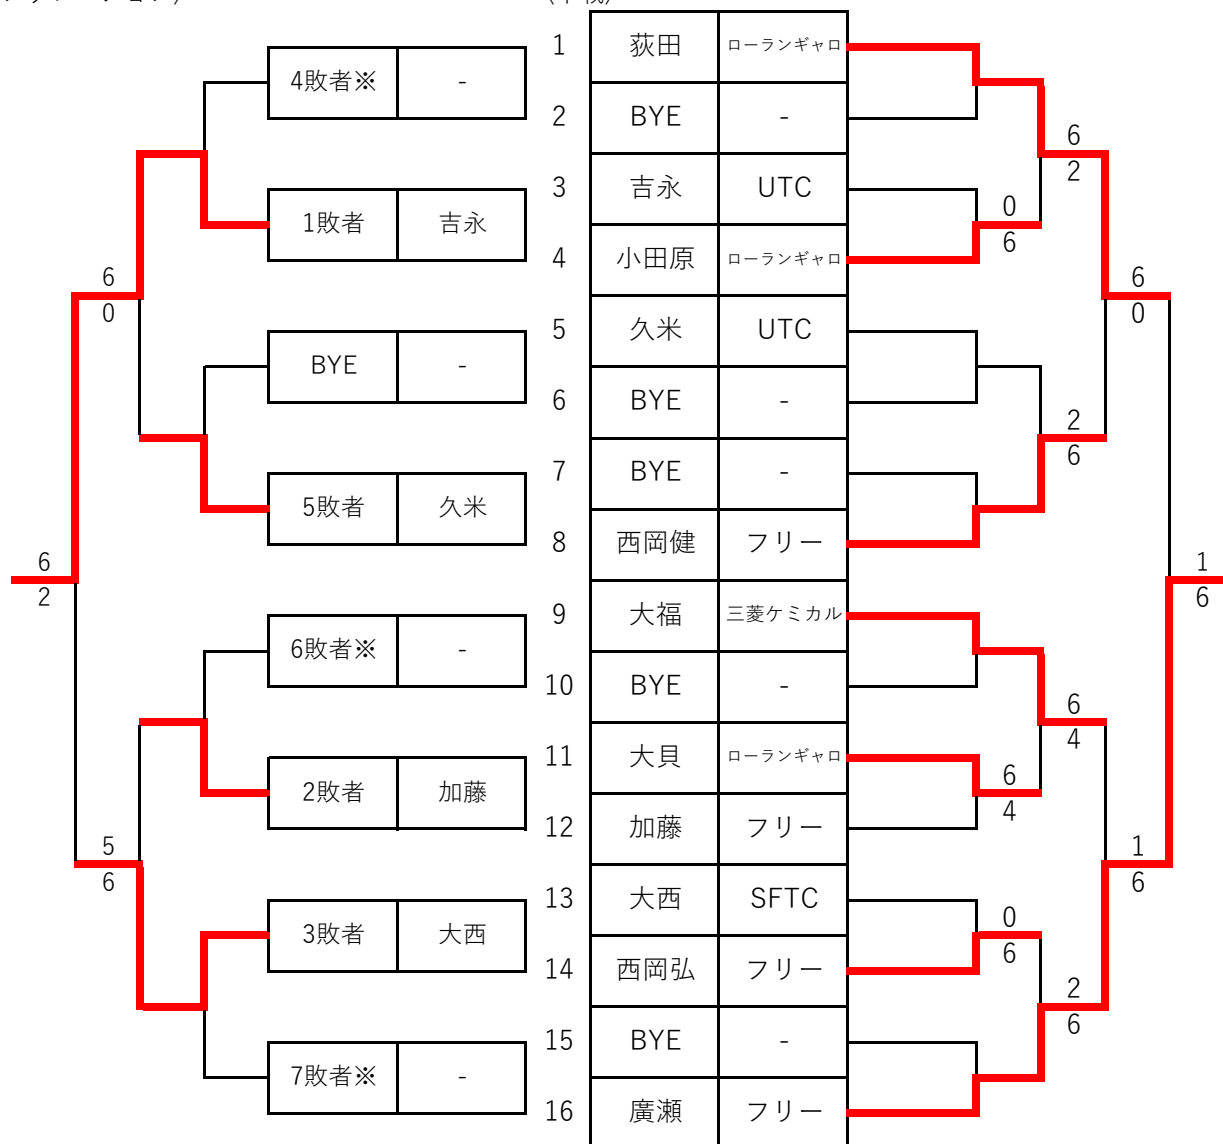 4敗者※ -
1敗者 吉永
6
0
BYE -
5敗者 久米
6
2
6敗者※ -
2敗者 加藤
5
6
3敗者 大西
7敗者※ -
1 荻田 ローランギャロ
2 BYE -
3 吉永 UTC
4 小田原 ローランギャロ
5 久米 UTC
6 BYE -
7 BYE -
8 西岡健 フリー
9 大福 三菱ケミカル
10 BYE -
11 大貝 ローランギャロ
12 加藤 フリー
13 大西 SFTC
14 西岡弘 フリー
15 BYE -
16 廣瀬 フリー
6
2
0
6
6
0
2
6
1
6
6
4
6
4
1
6
0
6
2
6